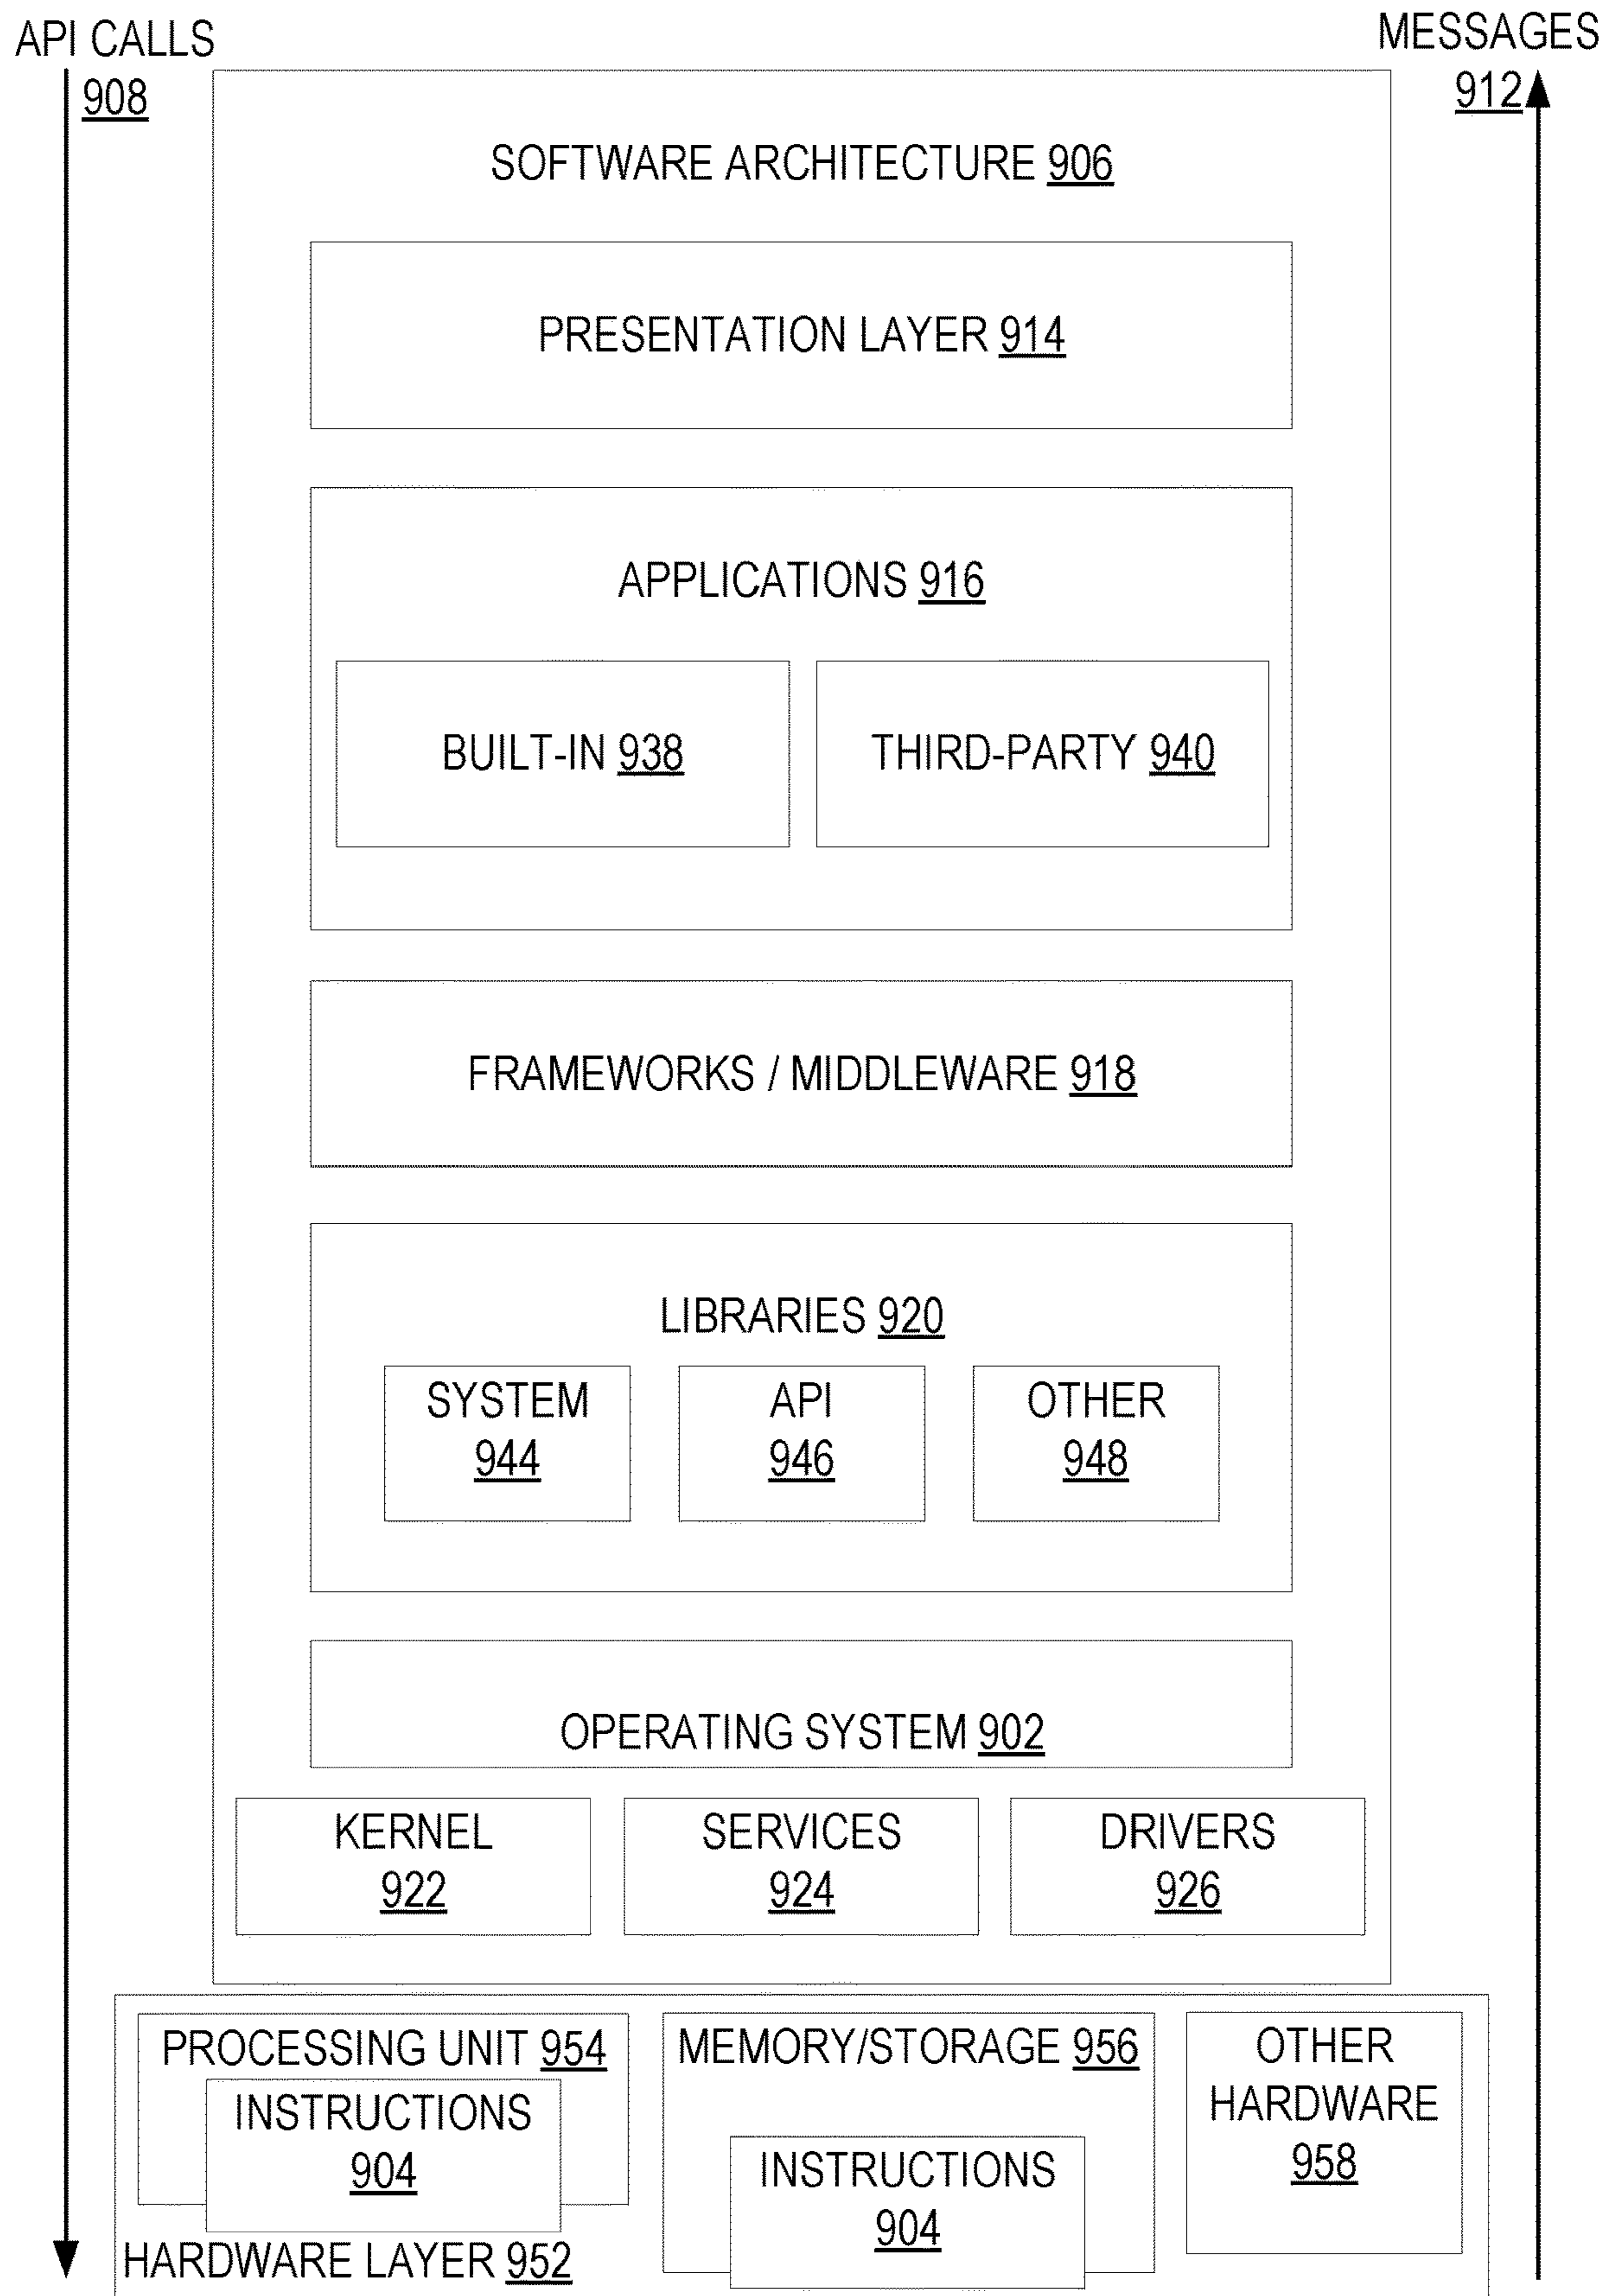 API CALLS
908
MESSAGES
912
SOFTWARE ARCHITECTURE 906
PRESENTATION LAYER 914
APPLICATIONS 916
BUILT-IN 938
THIRD-PARTY 940
FRAMEWORKS / MIDDLEWARE 918
LIBRARIES 920
SYSTEM
944
API
946
OTHER
948
OPERATING SYSTEM 902
KERNEL
922
SERVICES
924
DRIVERS
926
PROCESSING UNIT 954
INSTRUCTIONS
904
MEMORY/STORAGE 956
INSTRUCTIONS
904
OTHER
HARDWARE
958
HARDWARE LAYER 952